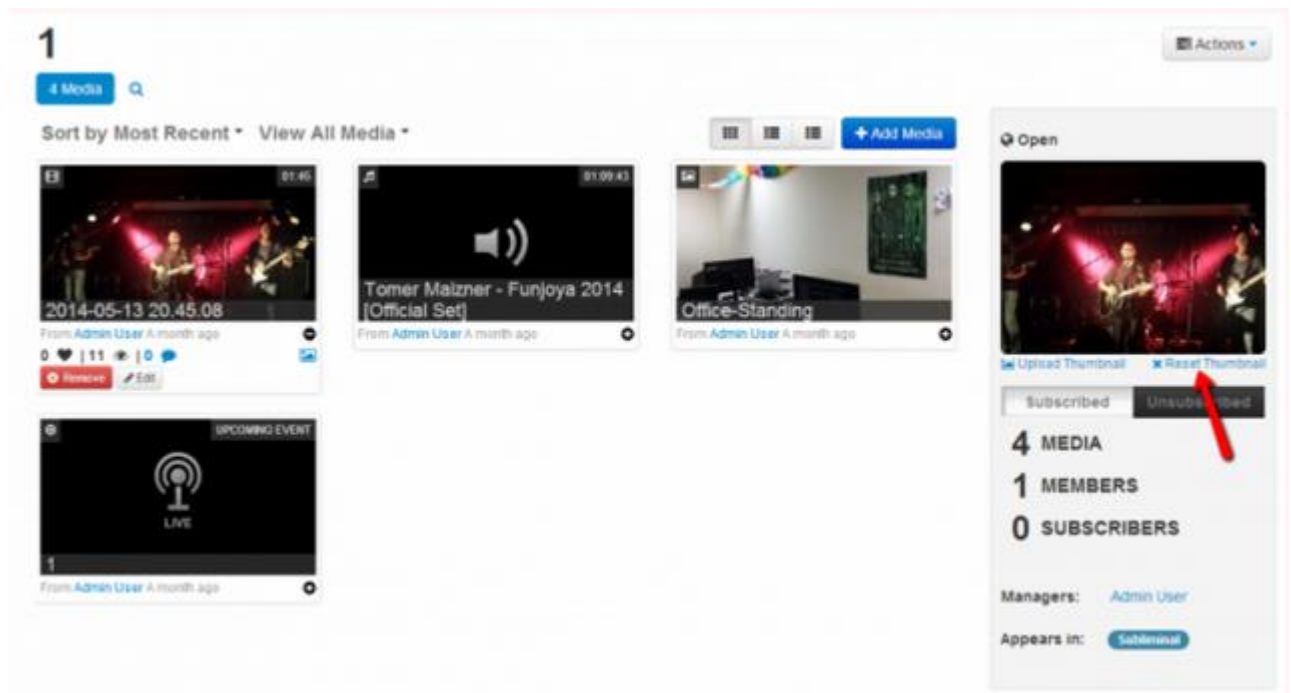 1
Actions
4 Media
Sort by Most Recent View All Media
+ Add Media
01:45
2014-05-13 20.45.08
From Admin User A month ago
0 | 11 | 0
Remove Edit
01:09:43
Tomer Maizner - Funjoya 2014
[Official Set]
From Admin User A month ago
Office-Standing
From Admin User A month ago
UPCOMING EVENT
LIVE
1
From Admin User A month ago
Open
Upload Thumbnail Reset Thumbnail
Subscribed Unsubscribed
4 MEDIA
1 MEMBERS
0 SUBSCRIBERS
Managers: Admin User
Appears in: Subliminal